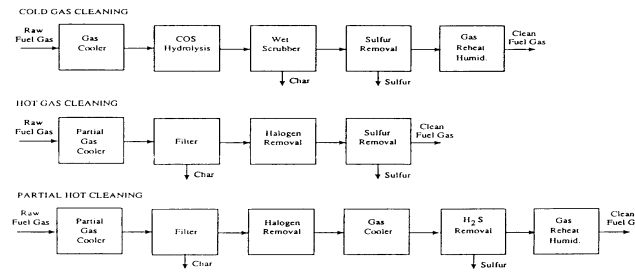 COLD GAS CLEANING
Raw
Fuel Gas
Gas
Cooler
COS
Hydrolysis
Wet
Scrubber
Sulfur
Removal
Gas
Reheat
Humid.
Clean
Fuel Gas
Char
Sulfur
HOT GAS CLEANING
Raw
Fuel Gas
Partial
Gas
Cooler
Filter
Halogen
Removal
Sulfur
Removal
Clean
Fuel Gas
Char
Sulfur
PARTIAL HOT CLEANING
Raw
Fuel Gas
Partial
Gas
Cooler
Filter
Halogen
Removal
Gas
Cooler
H2 S
Removal
Gas
Reheat
Humid.
Clean
Fuel G
Char
Sulfur